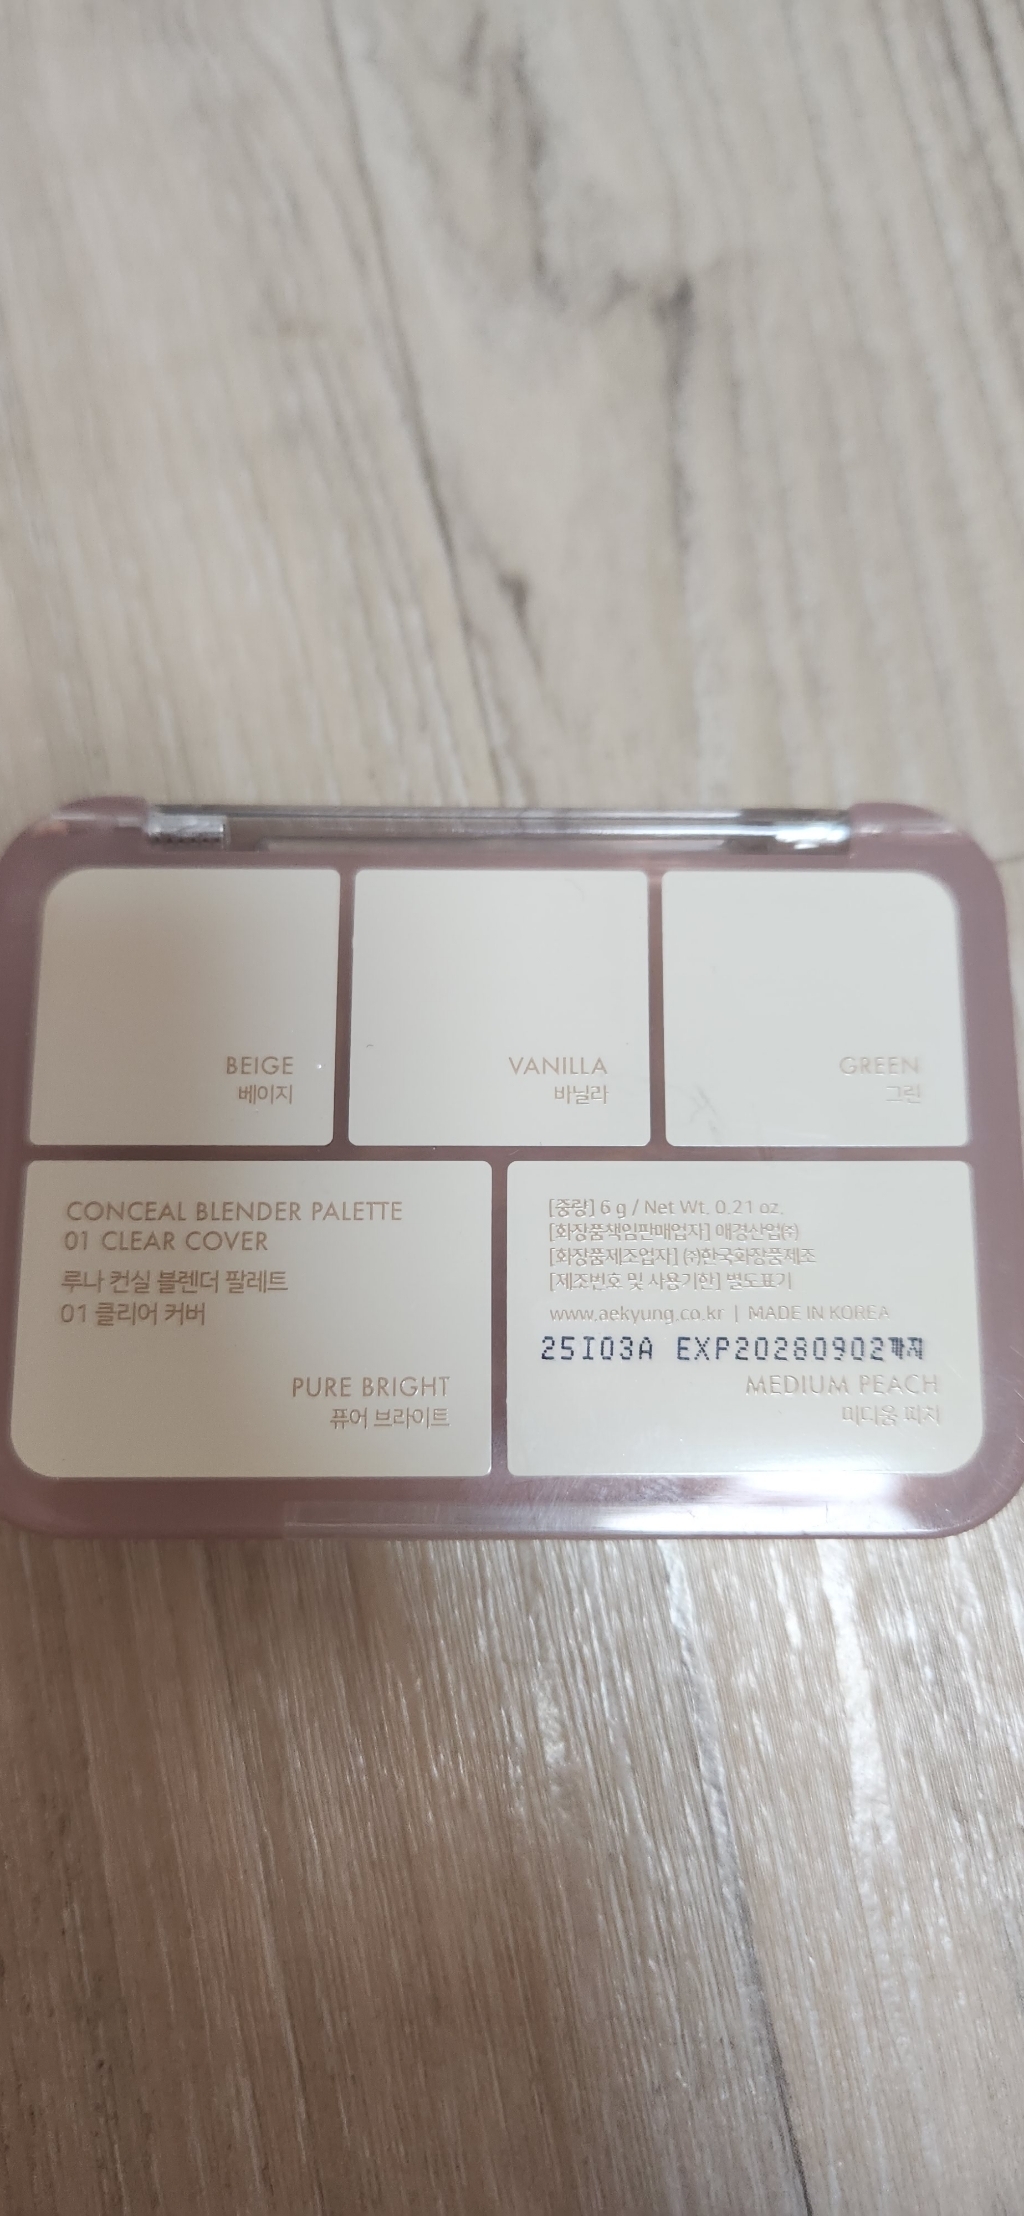 BEIGE
베이지
VANILLA
바닐라
GREEN
그린
CONCEAL BLENDER PALETTE
01 CLEAR COVER
루나 컨실 블렌더 팔레트
01 클리어 커버
PURE BRIGHT
퓨어 브라이트
[중량] 6 g / Net Wt. 0.21 oz.
[화장품책임판매업자] 애경산업㈜
[화장품제조업자] ㈜한국화장품제조
[제조번호 및 사용기한] 별도표기
www.aekyung.co.kr | MADE IN KOREA
25I03A EXP20280902까지
MEDIUM PEACH
미디움 피치